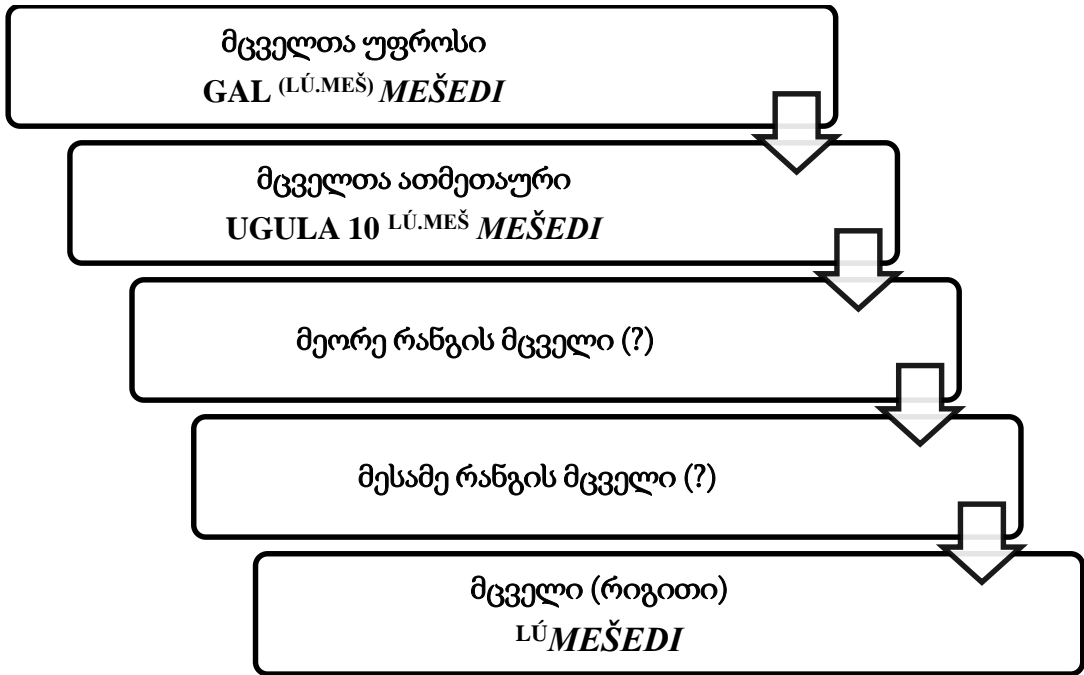 მცველთა უფროსი
GAL (LÚ.MEŠ) MEŠEDI
მცველთა ათმეთაური
UGULA 10 LÚ.MEŠ MEŠEDI
მეორე რანგის მცველი (?)
მესამე რანგის მცველი (?)
მცველი (რიგითი)
LÚMEŠEDI